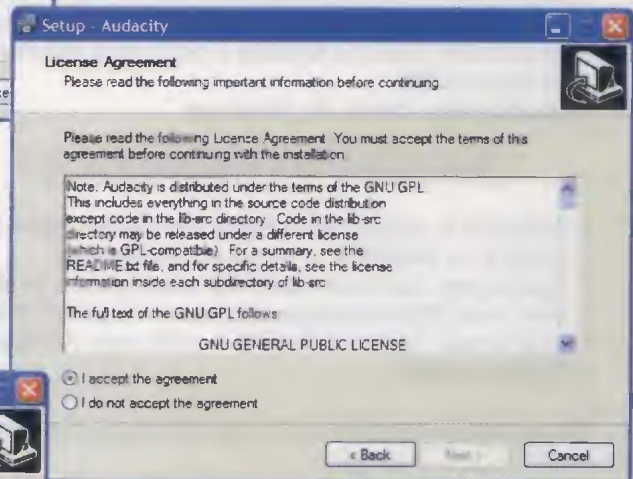 Setup - Audacity
License Agreement
Please read the following important information before continuing
Please read the following Licence Agreement. You must accept the terms of this
agreement before continuing with the installation
Note. Audacity is distributed under the terms of the GNU GPL.
This includes everything in the source code distribution
except code in the lib-src directory. Code in the lib-src
directory may be released under a different license
(which is GPL-compatible). For a summary, see the
README.txt file, and for specific details, see the license
information inside each subdirectory of lib-src
The full text of the GNU GPL follows
GNU GENERAL PUBLIC LICENSE
I accept the agreement
I do not accept the agreement
< Back
Next >
Cancel